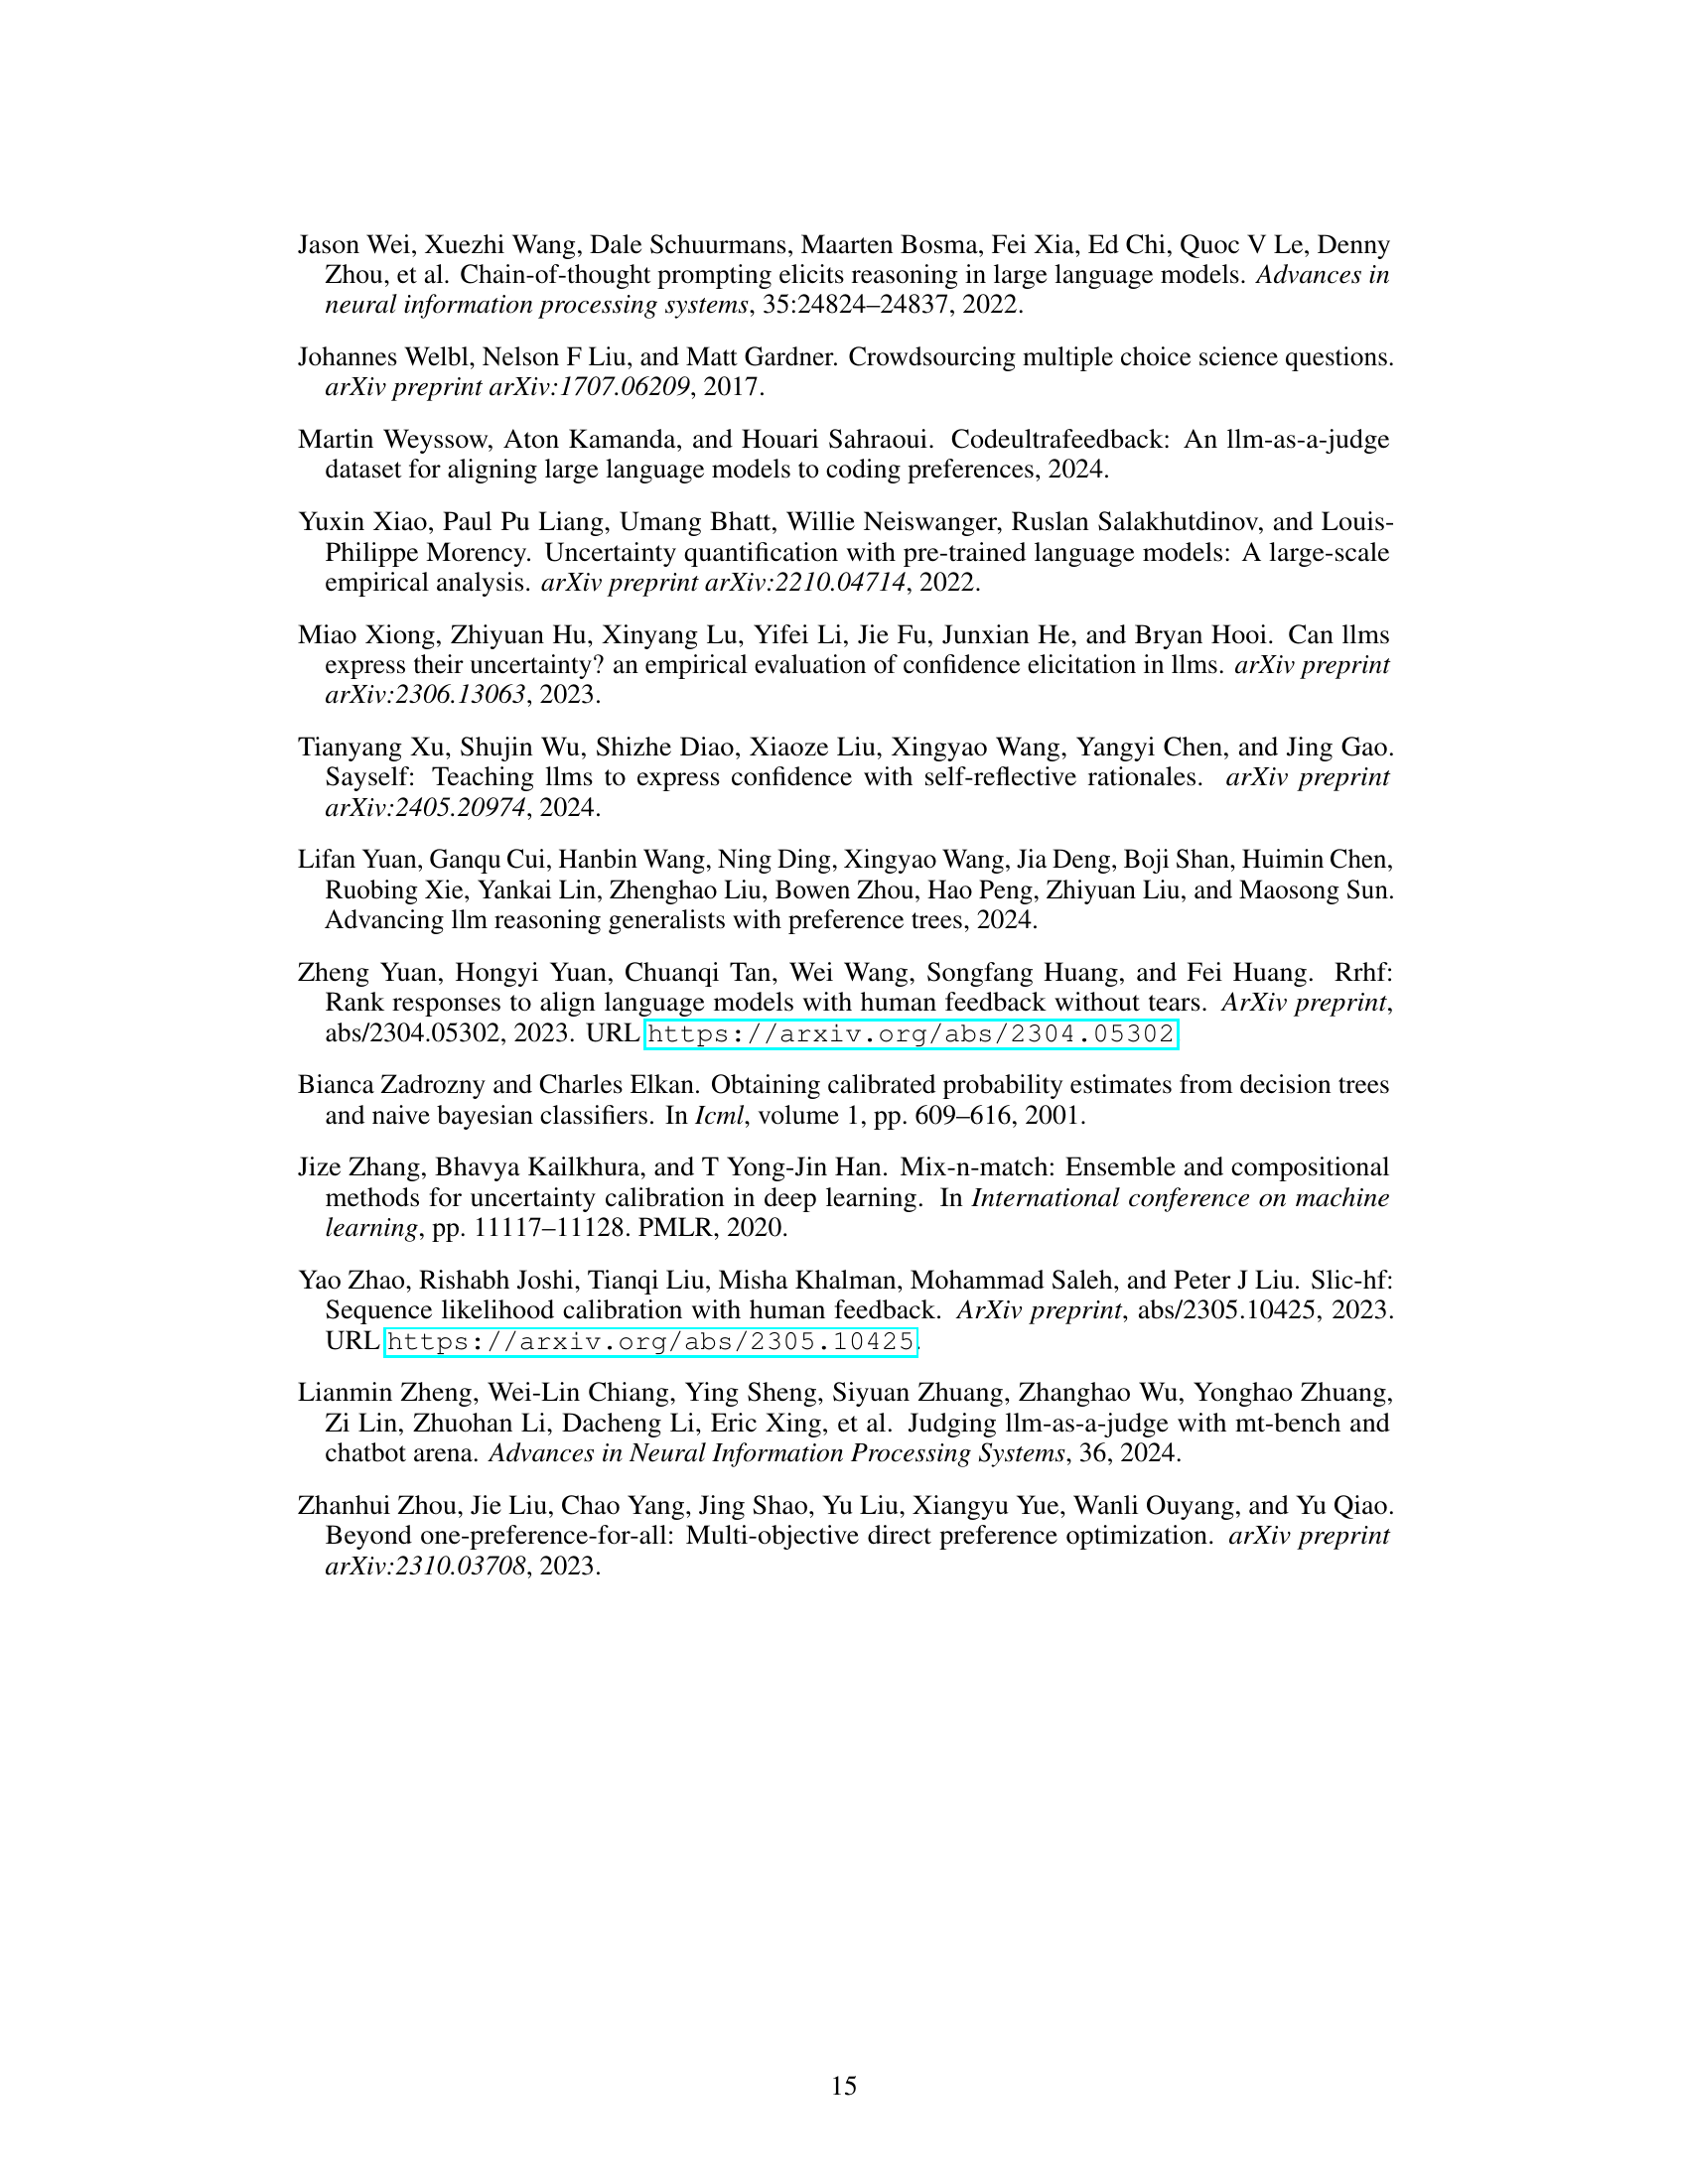 Jason Wei, Xuezhi Wang, Dale Schuurmans, Maarten Bosma, Fei Xia, Ed Chi, Quoc V Le, Denny
Zhou, et al. Chain-of-thought prompting elicits reasoning in large language models. Advances in
neural information processing systems, 35:24824–24837, 2022.
Johannes Welbl, Nelson F Liu, and Matt Gardner. Crowdsourcing multiple choice science questions.
arXiv preprint arXiv:1707.06209, 2017.
Martin Weyssow, Aton Kamanda, and Houari Sahraoui. Codeultrafeedback: An llm-as-a-judge
dataset for aligning large language models to coding preferences, 2024.
Yuxin Xiao, Paul Pu Liang, Umang Bhatt, Willie Neiswanger, Ruslan Salakhutdinov, and Louis-
Philippe Morency. Uncertainty quantification with pre-trained language models: A large-scale
empirical analysis. arXiv preprint arXiv:2210.04714, 2022.
Miao Xiong, Zhiyuan Hu, Xinyang Lu, Yifei Li, Jie Fu, Junxian He, and Bryan Hooi. Can llms
express their uncertainty? an empirical evaluation of confidence elicitation in llms. arXiv preprint
arXiv:2306.13063, 2023.
Tianyang Xu, Shujin Wu, Shizhe Diao, Xiaoze Liu, Xingyao Wang, Yangyi Chen, and Jing Gao.
Sayself: Teaching llms to express confidence with self-reflective rationales. arXiv preprint
arXiv:2405.20974, 2024.
Lifan Yuan, Ganqu Cui, Hanbin Wang, Ning Ding, Xingyao Wang, Jia Deng, Boji Shan, Huimin Chen,
Ruobing Xie, Yankai Lin, Zhenghao Liu, Bowen Zhou, Hao Peng, Zhiyuan Liu, and Maosong Sun.
Advancing llm reasoning generalists with preference trees, 2024.
Zheng Yuan, Hongyi Yuan, Chuanqi Tan, Wei Wang, Songfang Huang, and Fei Huang. Rrhf:
Rank responses to align language models with human feedback without tears. ArXiv preprint,
abs/2304.05302, 2023. URL https://arxiv.org/abs/2304.05302
Bianca Zadrozny and Charles Elkan. Obtaining calibrated probability estimates from decision trees
and naive bayesian classifiers. In Icml, volume 1, pp. 609–616, 2001.
Jize Zhang, Bhavya Kailkhura, and T Yong-Jin Han. Mix-n-match: Ensemble and compositional
methods for uncertainty calibration in deep learning. In International conference on machine
learning, pp. 11117–11128. PMLR, 2020.
Yao Zhao, Rishabh Joshi, Tianqi Liu, Misha Khalman, Mohammad Saleh, and Peter J Liu. Slic-hf:
Sequence likelihood calibration with human feedback. ArXiv preprint, abs/2305.10425, 2023.
URL https://arxiv.org/abs/2305.10425.
Lianmin Zheng, Wei-Lin Chiang, Ying Sheng, Siyuan Zhuang, Zhanghao Wu, Yonghao Zhuang,
Zi Lin, Zhuohan Li, Dacheng Li, Eric Xing, et al. Judging llm-as-a-judge with mt-bench and
chatbot arena. Advances in Neural Information Processing Systems, 36, 2024.
Zhanhui Zhou, Jie Liu, Chao Yang, Jing Shao, Yu Liu, Xiangyu Yue, Wanli Ouyang, and Yu Qiao.
Beyond one-preference-for-all: Multi-objective direct preference optimization. arXiv preprint
arXiv:2310.03708, 2023.
15